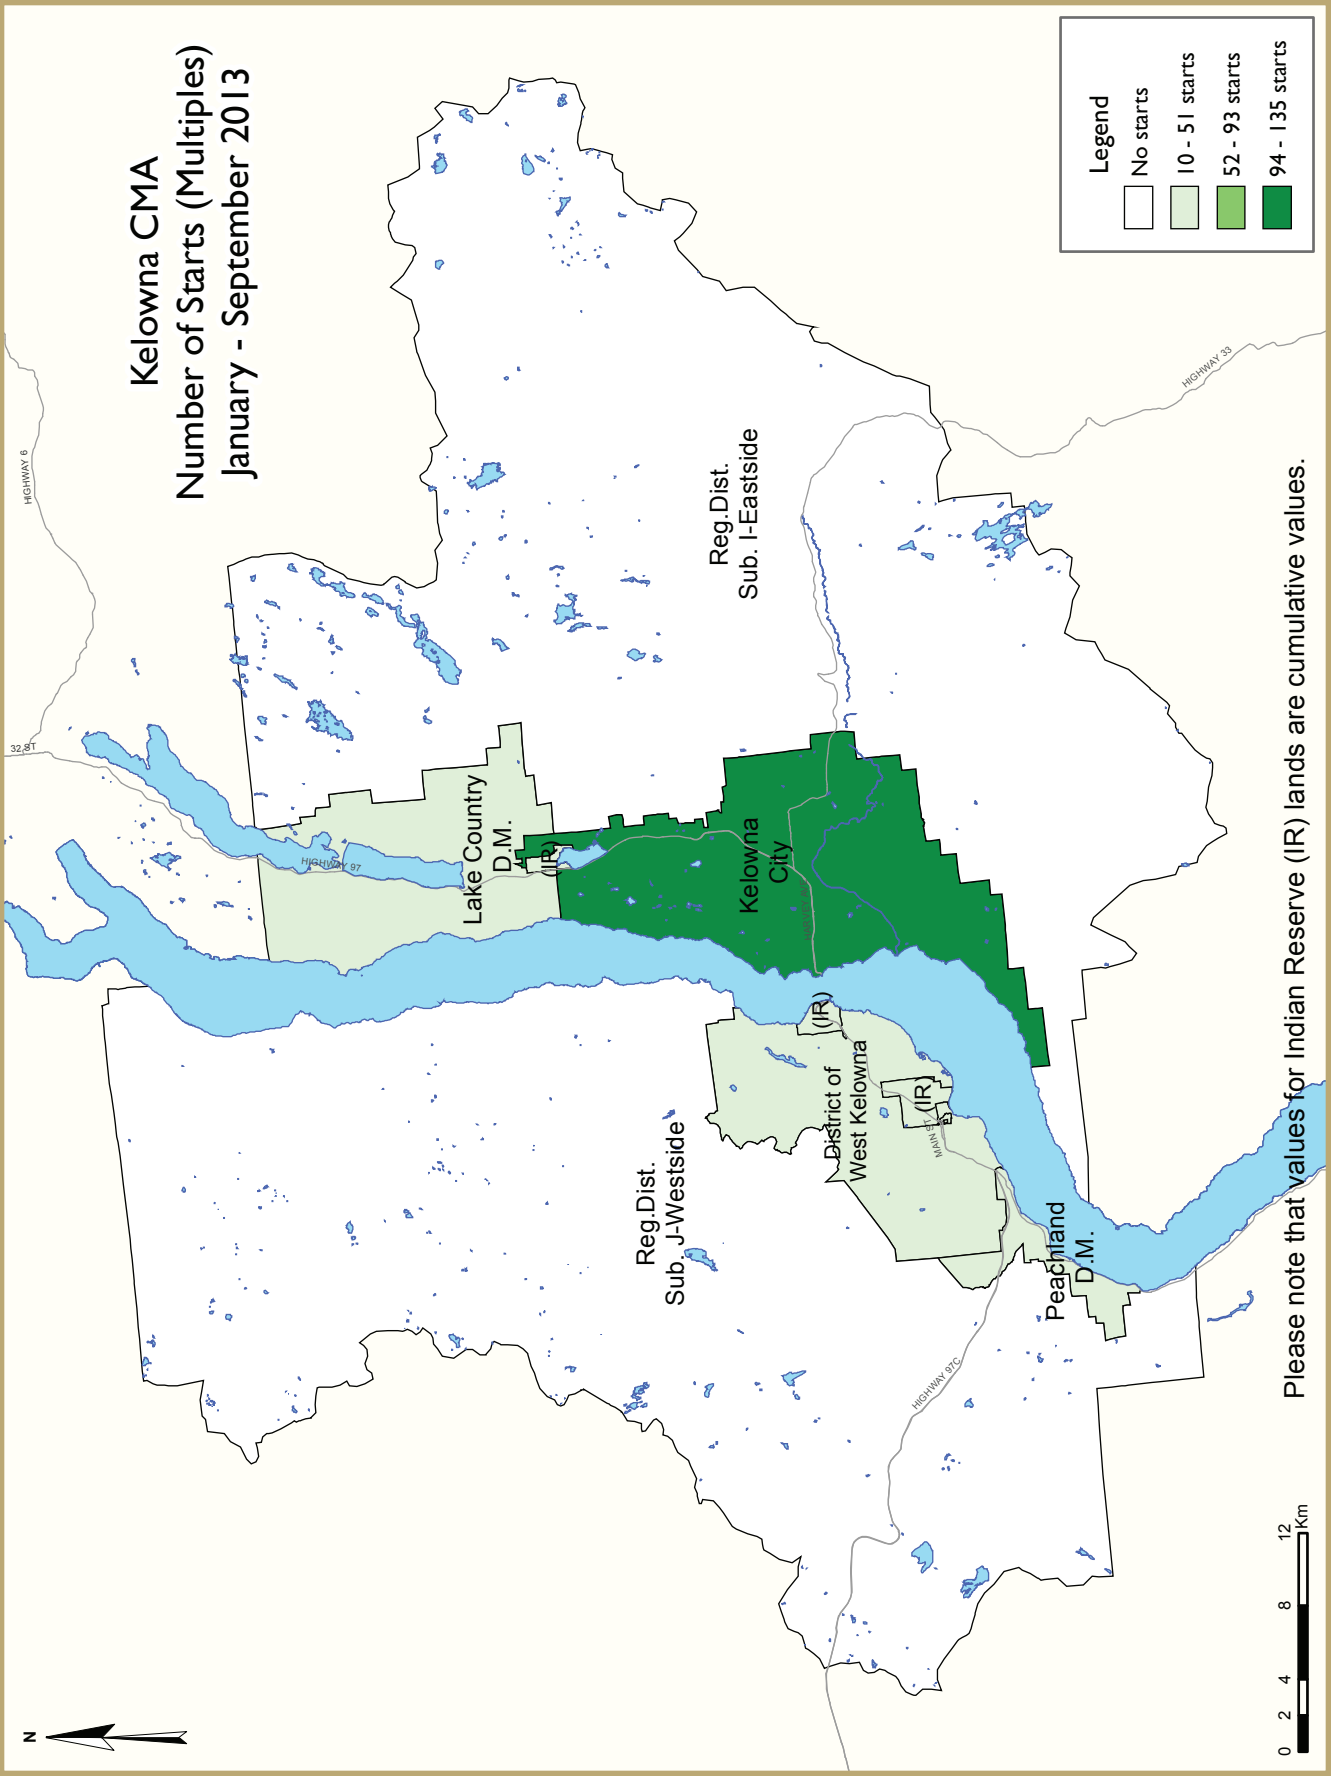 Kelowna CMA
Number of Starts (Multiples)
January - September 2013
HIGHWAY 6
32 ST
HIGHWAY 97
Lake Country
D.M.
(IR)
Kelowna
City
HARVEY AVE
Reg.Dist.
Sub. I-Eastside
HIGHWAY 33
Reg.Dist.
Sub. J-Westside
District of
West Kelowna
(IR)
(IR)
MAIN ST
Peachland
D.M.
HIGHWAY 97C
Legend
No starts
10 - 51 starts
52 - 93 starts
94 - 135 starts
N
0 2 4 8 12
Km
Please note that values for Indian Reserve (IR) lands are cumulative values.